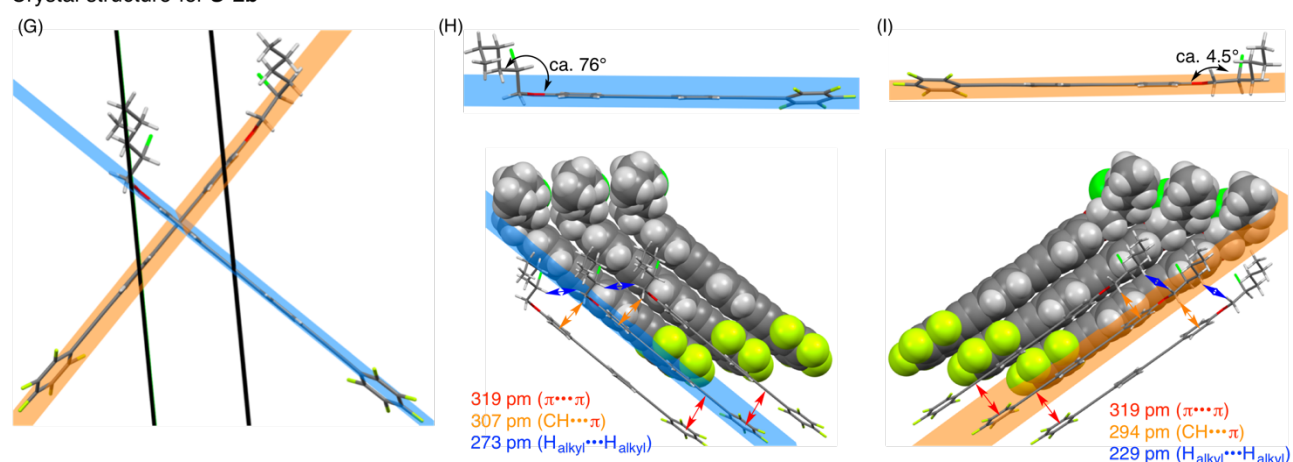 Crystal structure for S-2b
(G)
(H)
ca. 76°
(I)
ca. 4.5°
319 pm (π•••π)
307 pm (CH•••π)
273 pm (Halkyl•••Halkyl)
319 pm (π•••π)
294 pm (CH•••π)
229 pm (Halkyl•••Halkyl)